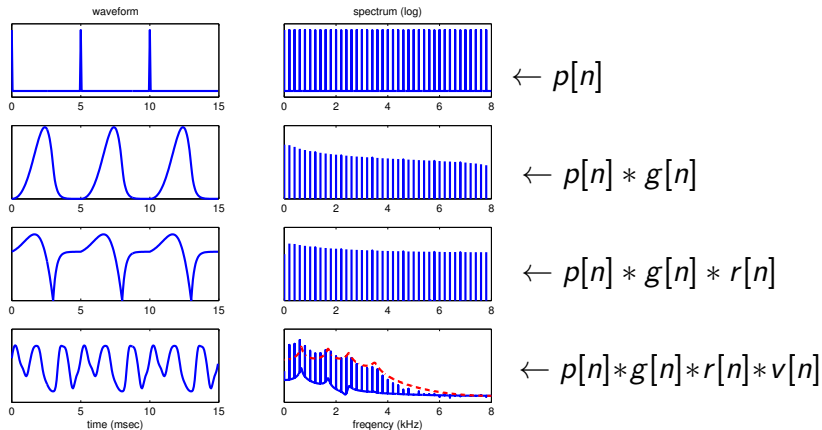 waveform spectrum (log)
0 5 10 15 0 2 4 6 8
← p[n]
0 5 10 15 0 2 4 6 8
← p[n] ∗ g[n]
0 5 10 15 0 2 4 6 8
← p[n] ∗ g[n] ∗ r[n]
0 5 10 15 0 2 4 6 8
← p[n]∗g[n]∗r[n]∗v[n]
time (msec) freqency (kHz)